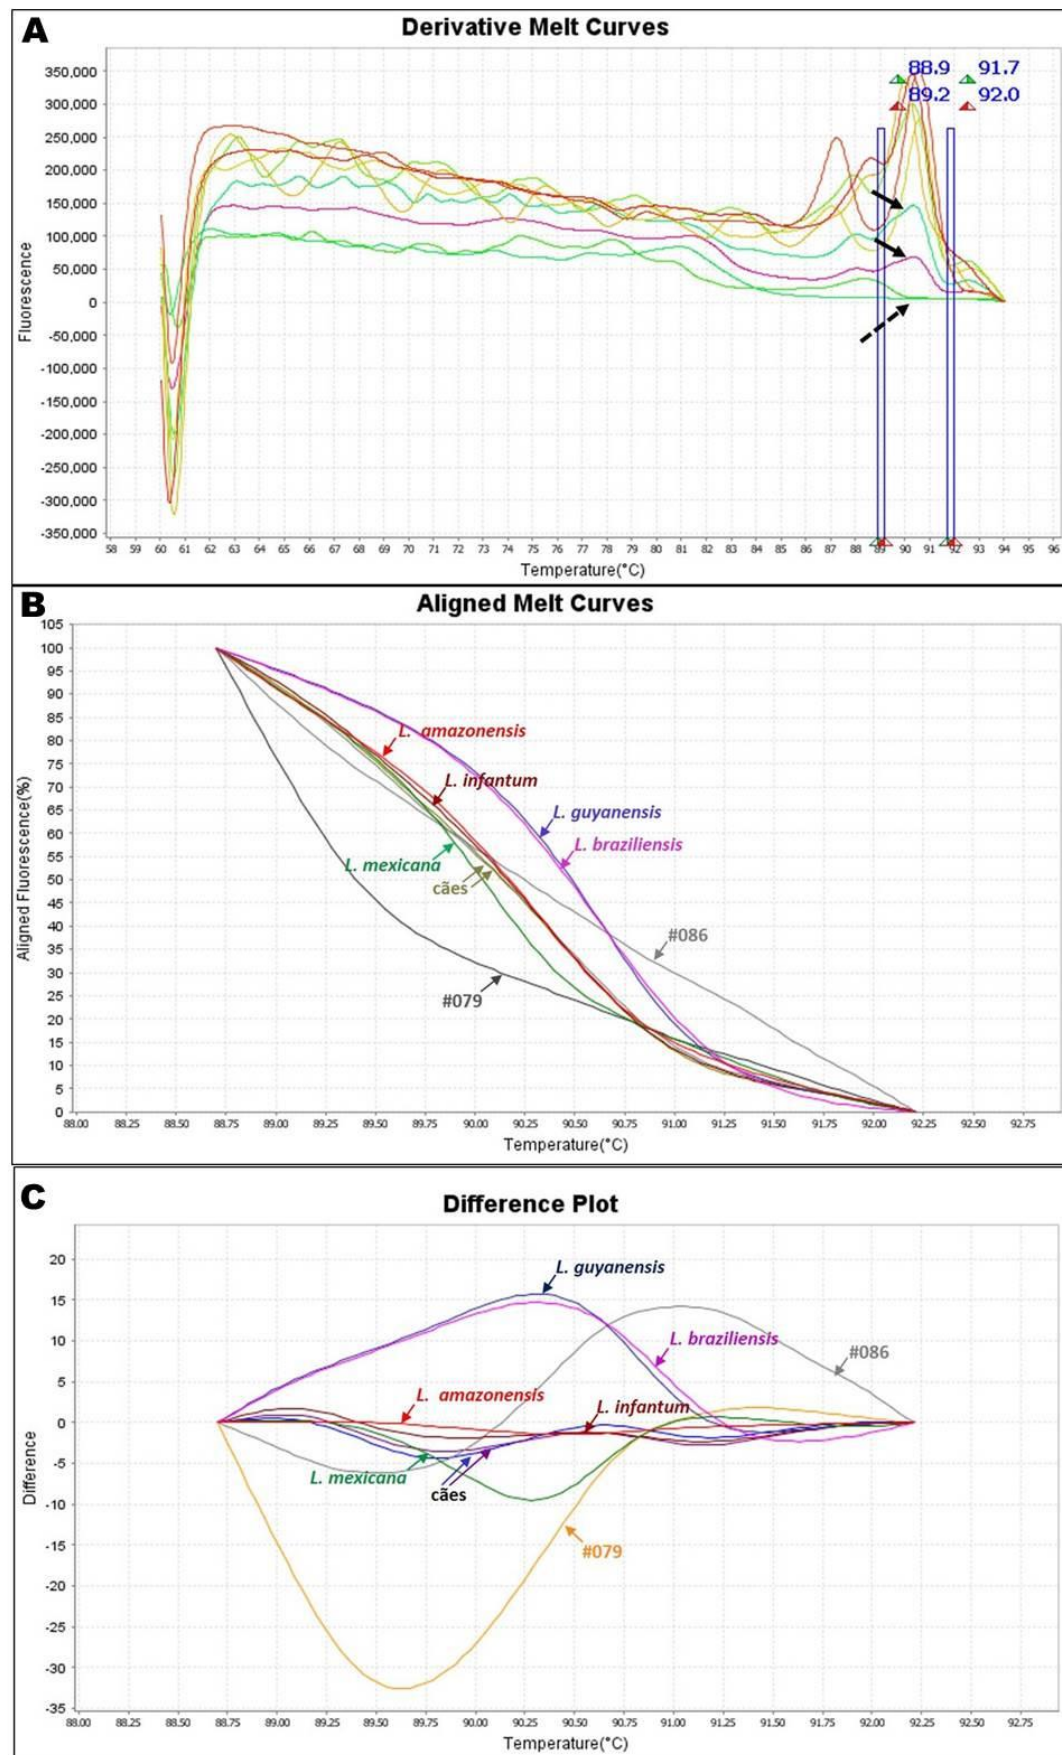 A
Derivative Melt Curves
350,000
300,000
250,000
200,000
150,000
100,000
50,000
0
-50,000
-100,000
-150,000
-200,000
-250,000
-300,000
-350,000
Fluorescence
88.9 91.7
89.2 92.0
58 59 60 61 62 63 64 65 66 67 68 69 70 71 72 73 74 75 76 77 78 79 80 81 82 83 84 85 86 87 88 89 90 91 92 93 94 95 96
Temperature(°C)
B
Aligned Melt Curves
105
100
95
90
85
80
75
70
65
60
55
50
45
40
35
30
25
20
15
10
5
0
Aligned Fluorescence(%)
L. amazonensis
L. infantum
L. guyanensis
L. braziliensis
L. mexicana
cães
#086
#079
88.00 88.25 88.50 88.75 89.00 89.25 89.50 89.75 90.00 90.25 90.50 90.75 91.00 91.25 91.50 91.75 92.00 92.25 92.50 92.75
Temperature(°C)
C
Difference Plot
20
15
10
5
0
-5
-10
-15
-20
-25
-30
-35
Difference
L. guyanensis
L. braziliensis
#086
L. amazonensis
L. infantum
L. mexicana
cães
#079
88.00 88.25 88.50 88.75 89.00 89.25 89.50 89.75 90.00 90.25 90.50 90.75 91.00 91.25 91.50 91.75 92.00 92.25 92.50 92.75
Temperature(°C)